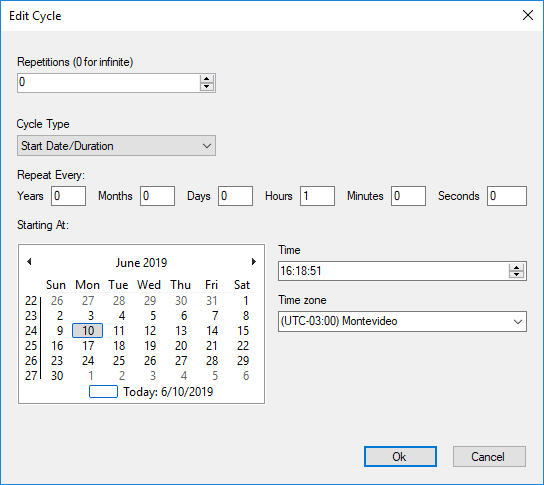 Edit Cycle
Repetitions (0 for infinite)
0
Cycle Type
Start Date/Duration
Repeat Every:
Years 0 Months 0 Days 0 Hours 1 Minutes 0 Seconds 0
Starting At:
June 2019
Sun Mon Tue Wed Thu Fri Sat
22 26 27 28 29 30 31 1
23 2 3 4 5 6 7 8
24 9 10 11 12 13 14 15
25 16 17 18 19 20 21 22
26 23 24 25 26 27 28 29
27 30 1 2 3 4 5 6
Today: 6/10/2019
Time
16:18:51
Time zone
(UTC-03:00) Montevideo
Ok Cancel